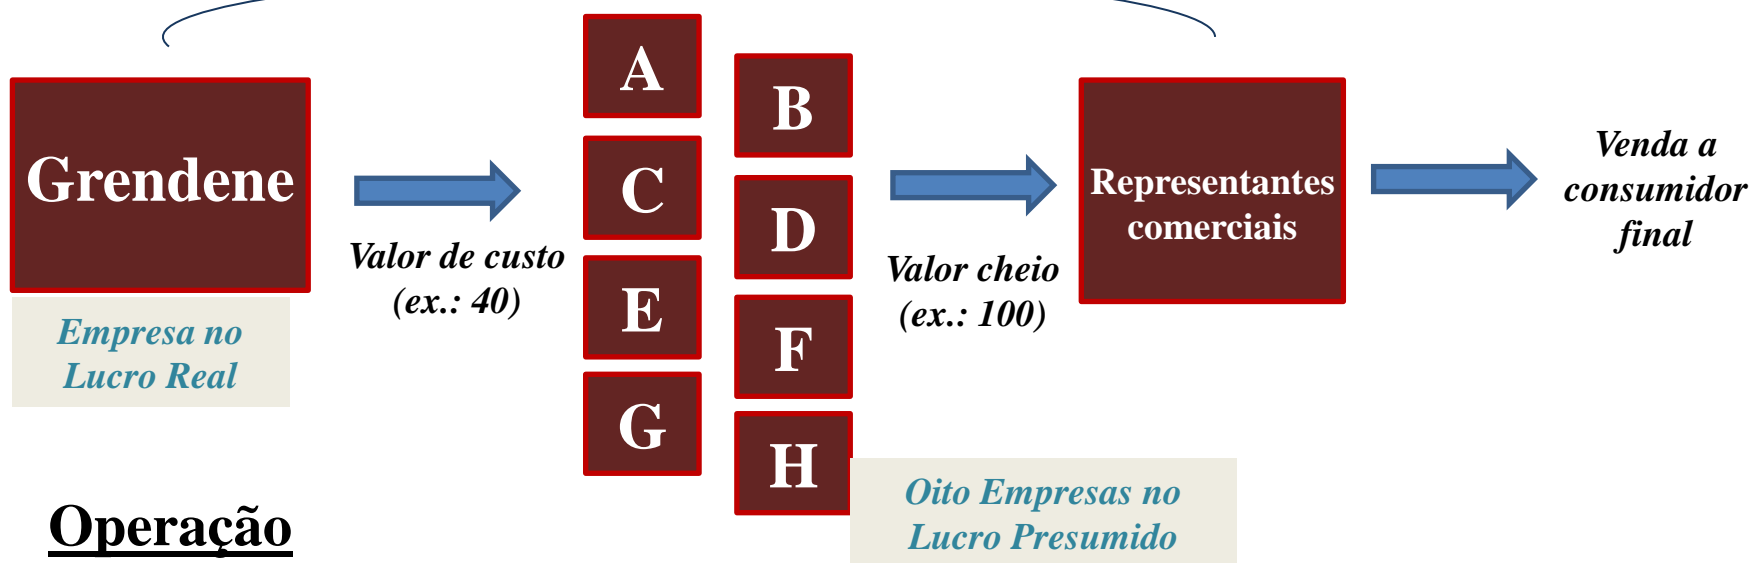 Grendene
Empresa no
Lucro Real
Valor de custo
(ex.: 40)
A
B
C
D
E
F
G
H
Oito Empresas no
Lucro Presumido
Valor cheio
(ex.: 100)
Representantes
comerciais
Venda a
consumidor
final
Operação